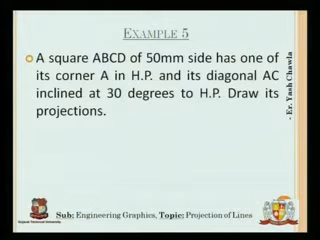 EXAMPLE 5
A square ABCD of 50mm side has one of
its corner A in H.P. and its diagonal AC
inclined at 30 degrees to H.P. Draw its
projections.
- Er. Yash Chawla
Sub: Engineering Graphics, Topic: Projection of Lines